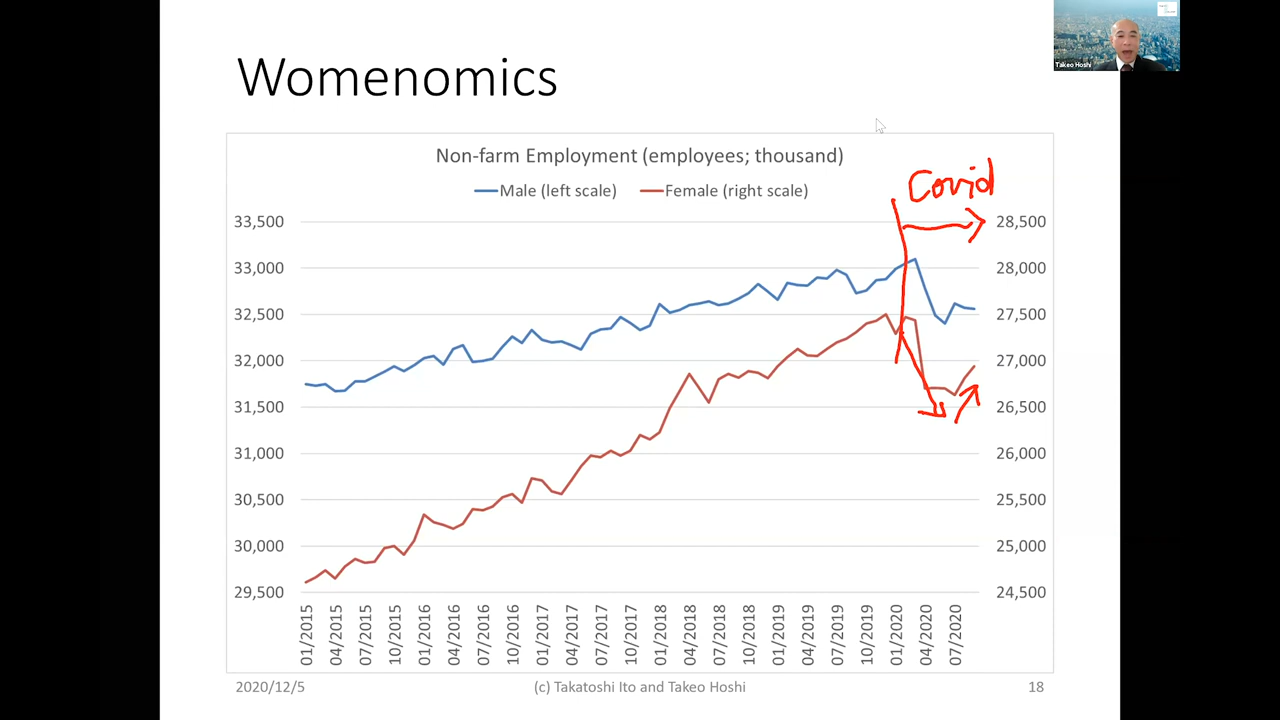 Takeo Hoshi
Womenomics
Non-farm Employment (employees; thousand)
Male (left scale) Female (right scale)
Covid
33,500 28,500
33,000 28,000
32,500 27,500
32,000 27,000
31,500 26,500
31,000 26,000
30,500 25,500
30,000 25,000
29,500 24,500
01/2015 04/2015 07/2015 10/2015 01/2016 04/2016 07/2016 10/2016 01/2017 04/2017 07/2017 10/2017 01/2018 04/2018 07/2018 10/2018 01/2019 04/2019 07/2019 10/2019 01/2020 04/2020 07/2020
2020/12/5 (c) Takatoshi Ito and Takeo Hoshi 18